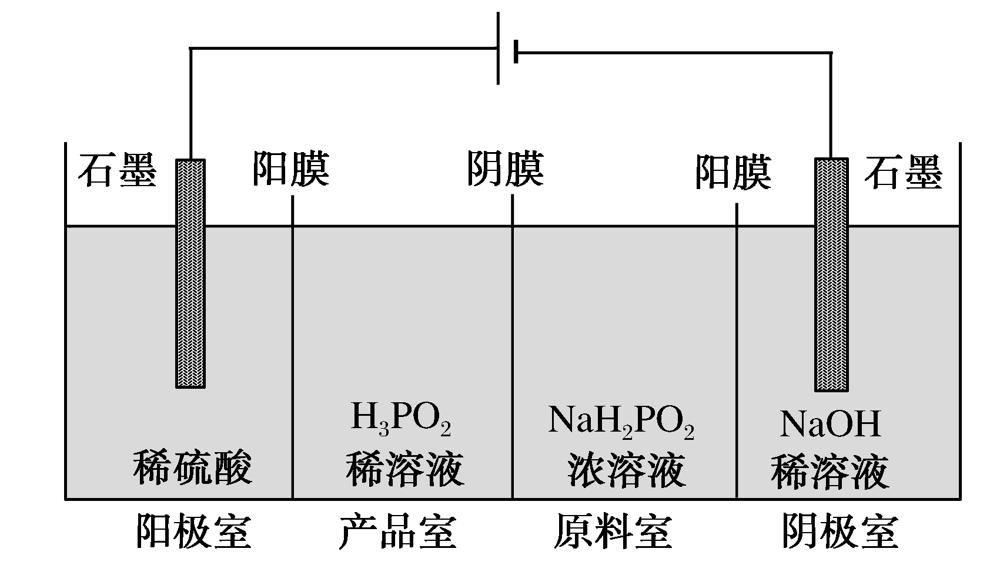 石墨
阳膜
阴膜
阳膜
石墨
稀硫酸
H₃PO₂
稀溶液
NaH₂PO₂
浓溶液
NaOH
稀溶液
阳极室
产品室
原料室
阴极室